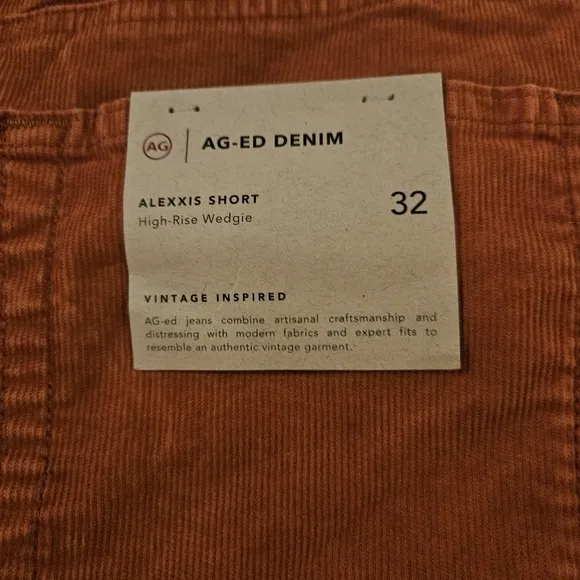 AG | AG-ED DENIM
ALEXXIS SHORT 32
High-Rise Wedgie
VINTAGE INSPIRED
AG-ed jeans combine artisanal craftsmanship and
distressing with modern fabrics and expert fits to
resemble an authentic vintage garment.